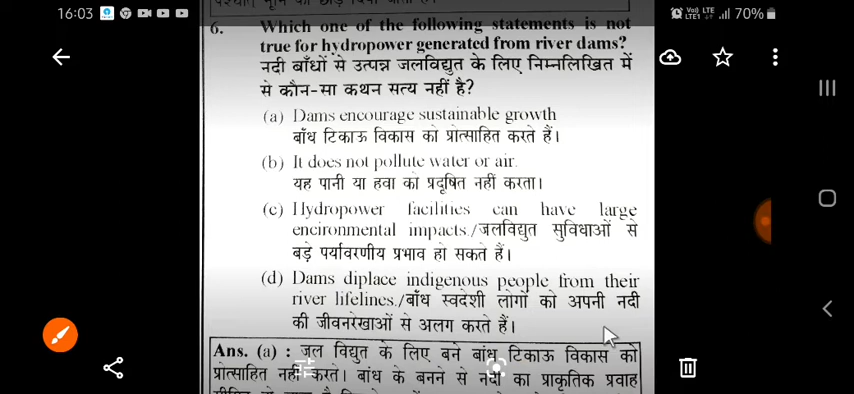 16:03
Vo)) LTE
LTE1
70%
6. Which one of the following statements is not
true for hydropower generated from river dams?
नदी बाँधों से उत्पन्न जलविद्युत के लिए निम्नलिखित में
से कौन-सा कथन सत्य नहीं है?
(a) Dams encourage sustainable growth
बाँध टिकाऊ विकास को प्रोत्साहित करते हैं।
(b) It does not pollute water or air.
यह पानी या हवा को प्रदूषित नहीं करता।
(c) Hydropower facilities can have large
encironmental impacts./जलविद्युत सुविधाओं से
बड़े पर्यावरणीय प्रभाव हो सकते हैं।
(d) Dams diplace indigenous people from their
river lifelines./बाँध स्वदेशी लोगों को अपनी नदी
की जीवनरेखाओं से अलग करते हैं।
Ans. (a) : जल विद्युत के लिए बने बांध टिकाऊ विकास को
प्रोत्साहित नहीं करते। बांध के बनने से नदी का प्राकृतिक प्रवाह